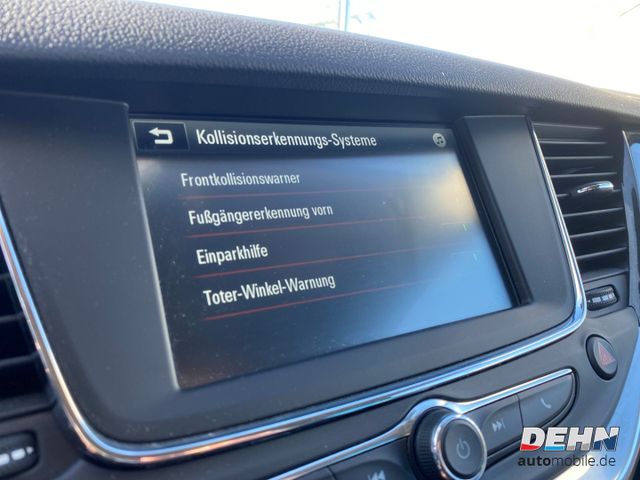 Kollisionserkennungs-Systeme
Frontkollisionswarner
Fußgängererkennung vorn
Einparkhilfe
Toter-Winkel-Warnung
DEHN
automobile.de